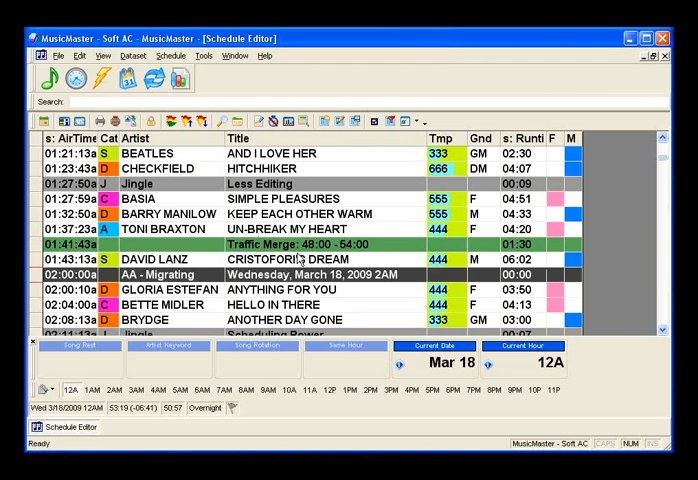 MusicMaster - Soft AC - [Schedule Editor]
File Edit View Dataset Schedule Tools Window Help
Search:
s: AirTime Cat Artist Title Tmp Gnd s: Runti F M
01:21:13a S BEATLES AND I LOVE HER 333 GM 02:30
01:23:43a D CHECKFIELD HITCHHIKER 666 DM 04:07
01:27:50a J Jingle Less Editing 00:09
01:27:59a C BASIA SIMPLE PLEASURES 555 F 04:51
01:32:50a D BARRY MANILOW KEEP EACH OTHER WARM 555 M 04:33
01:37:23a A TONI BRAXTON UN-BREAK MY HEART 444 F 04:20
01:41:43a Traffic Merge: 48:00 - 54:00 01:30
01:43:13a S DAVID LANZ CRISTOFORI'S DREAM 444 M 06:02
02:00:00a AA - Migrating Wednesday, March 18, 2009 2AM 00:00
02:00:10a D GLORIA ESTEFAN ANYTHING FOR YOU 444 F 03:50
02:04:00a C BETTE MIDLER HELLO IN THERE 444 F 04:13
02:08:13a D BRYDGE ANOTHER DAY GONE 333 GM 03:00
02:11:13a J Jingle Scheduling Power 00:07
Song Rest Artist Keyword Song Rotation Same Hour Current Date Current Hour
Mar 18 12A
12A 1AM 2AM 3AM 4AM 5AM 6AM 7AM 8AM 9AM 10A 11A 12P 1PM 2PM 3PM 4PM 5PM 6PM 7PM 8PM 9PM 10P 11P
Wed 3/18/2009 12AM 53:19 (-06:41) 50:57 Overnight
Schedule Editor
Ready MusicMaster - Soft AC CAPS NUM INS